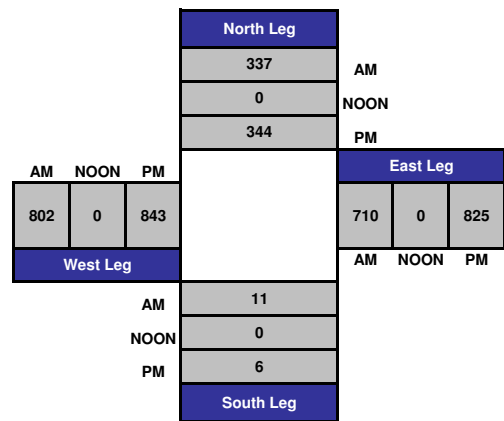 North Leg
337 AM
0 NOON
344 PM
AM NOON PM East Leg
802 0 843 710 0 825
West Leg AM NOON PM
AM 11
NOON 0
PM 6
South Leg